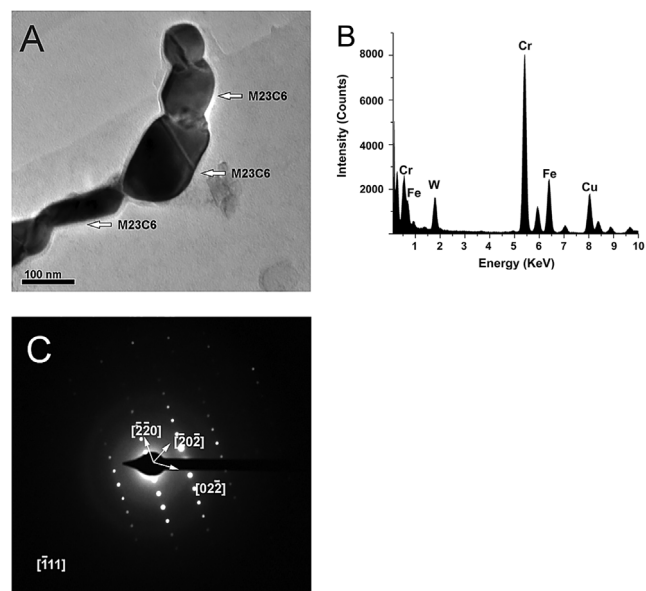 A
M23C6
M23C6
M23C6
100 nm
B
Intensity (Counts)
8000
6000
4000
2000
Cr
Cr
Fe
W
Fe
Cu
1 2 3 4 5 6 7 8 9 10
Energy (KeV)
C
[2̄2̄0]
[2̄02̄]
[022̄]
[1̄11]